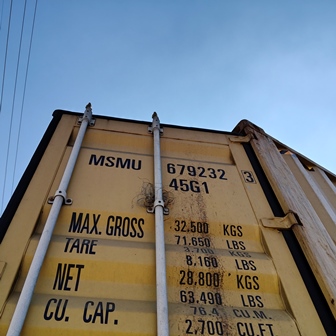 MSMU 679232 3
45G1
MAX. GROSS 32,500 KGS
71,650 LBS
TARE 3,700 KGS
8,160 LBS
NET 28,800 KGS
63,490 LBS
CU. CAP. 76.4 CU.M.
2,700 CU.FT